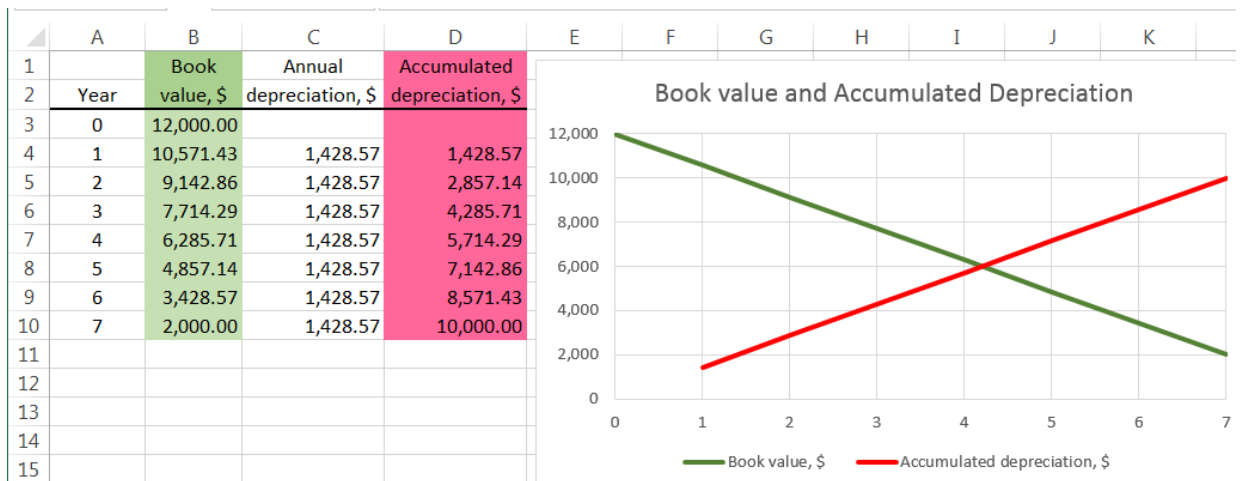 A B C D E F G H I J K
1 Book Annual Accumulated
2 Year value, $ depreciation, $ depreciation, $
3 0 12,000.00
4 1 10,571.43 1,428.57 1,428.57
5 2 9,142.86 1,428.57 2,857.14
6 3 7,714.29 1,428.57 4,285.71
7 4 6,285.71 1,428.57 5,714.29
8 5 4,857.14 1,428.57 7,142.86
9 6 3,428.57 1,428.57 8,571.43
10 7 2,000.00 1,428.57 10,000.00
11
12
13
14
15
Book value and Accumulated Depreciation
12,000
10,000
8,000
6,000
4,000
2,000
0
0 1 2 3 4 5 6 7
Book value, $ Accumulated depreciation, $